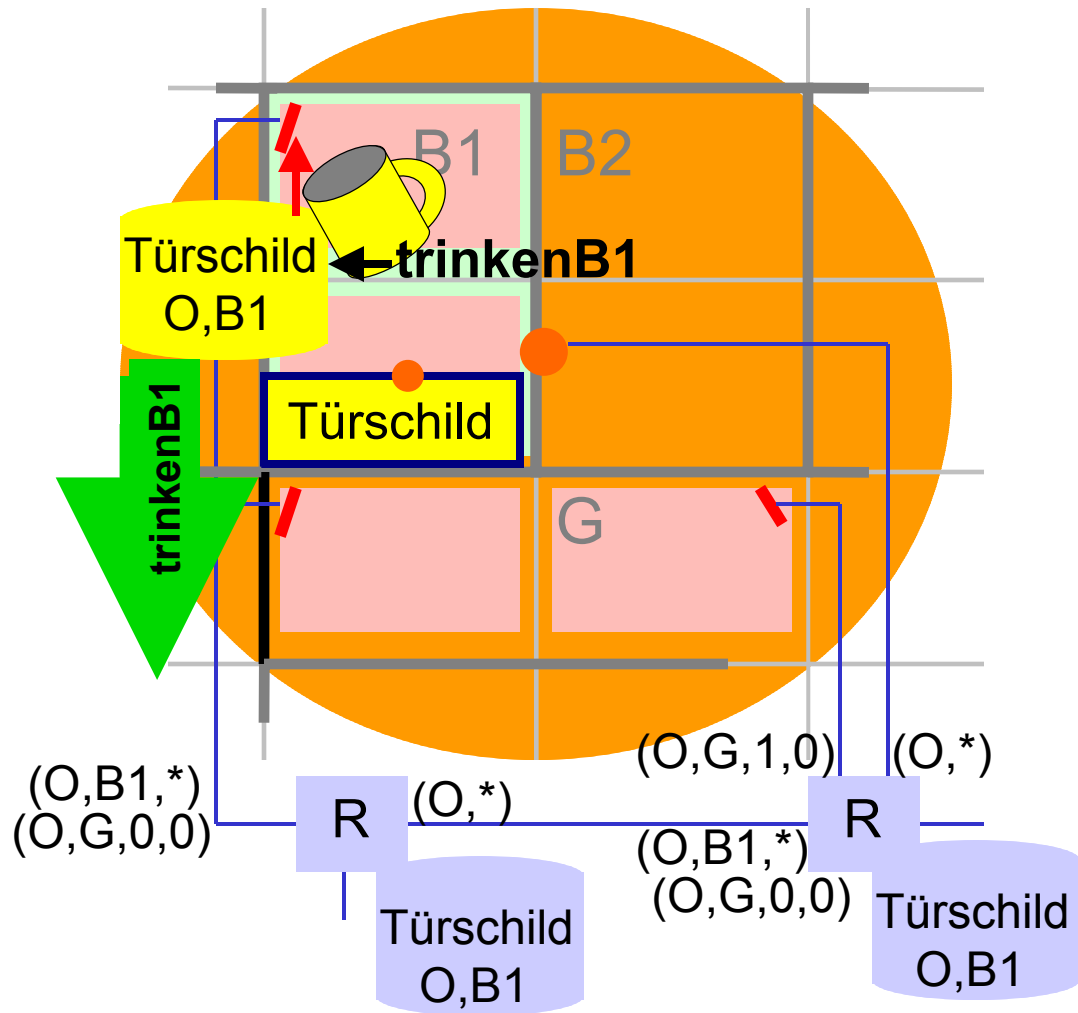 B1
B2
Türschild
O,B1
trinkenB1
trinkenB1
Türschild
G
(O,B1,*)
(O,G,0,0)
R
(O,*)
(O,G,1,0)
(O,*)
R
(O,B1,*)
(O,G,0,0)
Türschild
O,B1
Türschild
O,B1